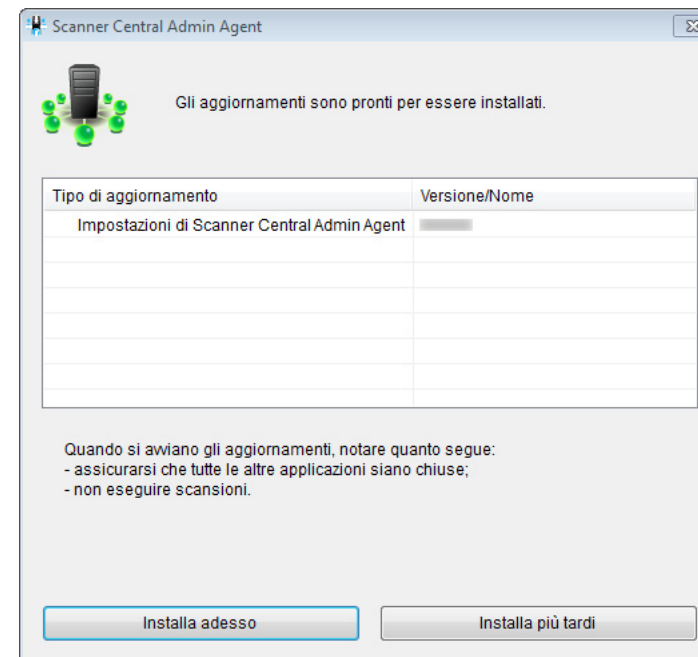 Scanner Central Admin Agent
Gli aggiornamenti sono pronti per essere installati.
Tipo di aggiornamento Versione/Nome
Impostazioni di Scanner Central Admin Agent
Quando si avviano gli aggiornamenti, notare quanto segue:
- assicurarsi che tutte le altre applicazioni siano chiuse;
- non eseguire scansioni.
Installa adesso Installa più tardi